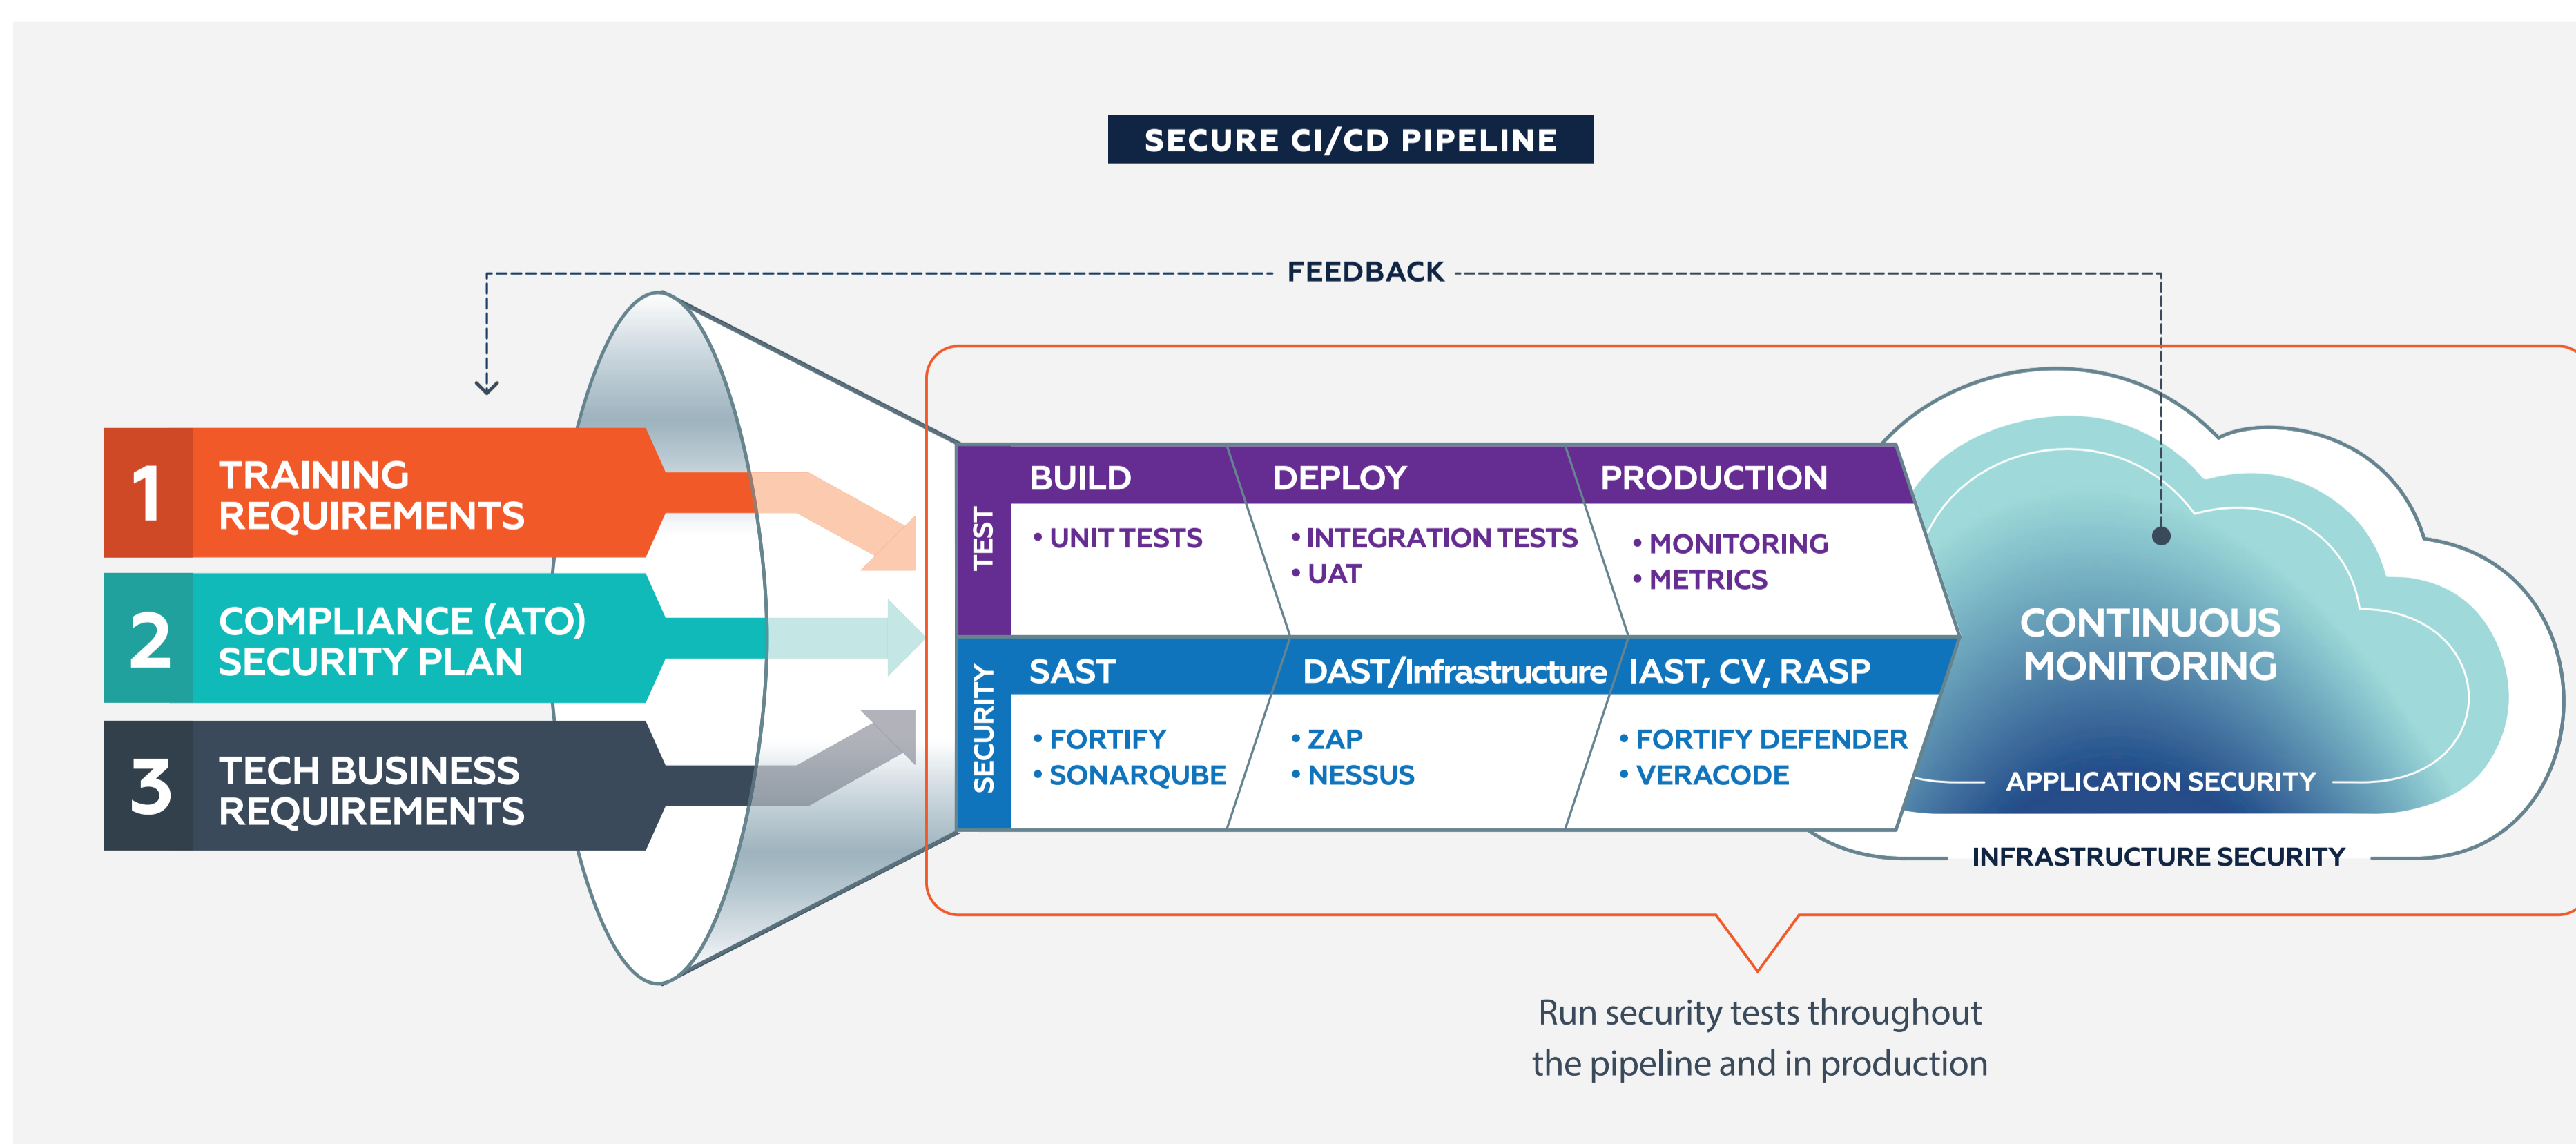 SECURE CI/CD PIPELINE
FEEDBACK
1
TRAINING
REQUIREMENTS
2
COMPLIANCE (ATO)
SECURITY PLAN
3
TECH BUSINESS
REQUIREMENTS
TEST
BUILD
• UNIT TESTS
DEPLOY
• INTEGRATION TESTS
• UAT
PRODUCTION
• MONITORING
• METRICS
SECURITY
SAST
• FORTIFY
• SONARQUBE
DAST/Infrastructure
• ZAP
• NESSUS
IAST, CV, RASP
• FORTIFY DEFENDER
• VERACODE
CONTINUOUS
MONITORING
APPLICATION SECURITY
INFRASTRUCTURE SECURITY
Run security tests throughout
the pipeline and in production